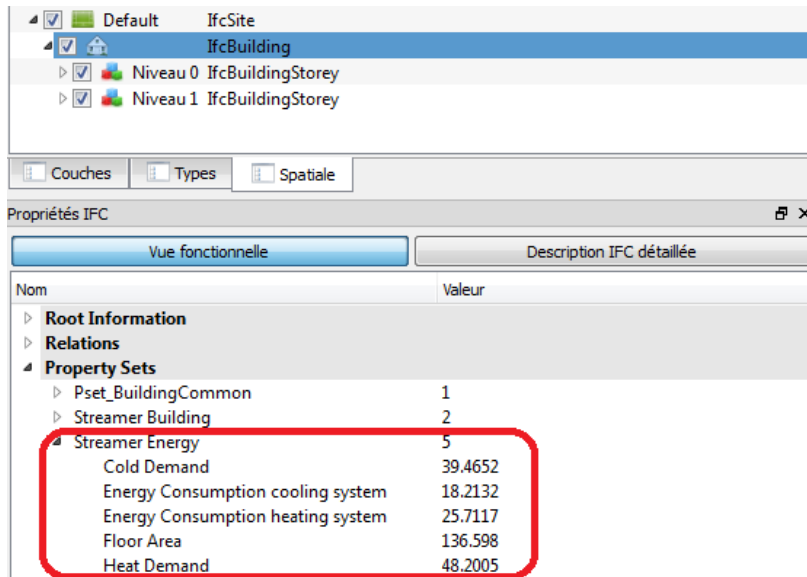 Default IfcSite
IfcBuilding
Niveau 0 IfcBuildingStorey
Niveau 1 IfcBuildingStorey
Couches Types Spatiale
Propriétés IFC
Vue fonctionnelle Description IFC détaillée
Nom Valeur
Root Information
Relations
Property Sets
Pset_BuildingCommon 1
Streamer Building 2
Streamer Energy 5
Cold Demand 39.4652
Energy Consumption cooling system 18.2132
Energy Consumption heating system 25.7117
Floor Area 136.598
Heat Demand 48.2005